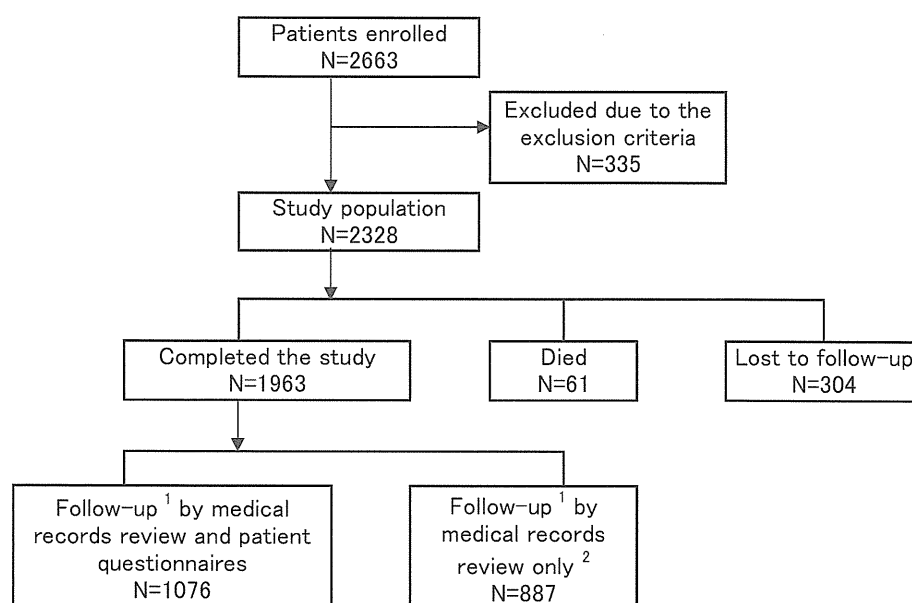 Patients enrolled
N=2663
Excluded due to the
exclusion criteria
N=335
Study population
N=2328
Completed the study
N=1963
Died
N=61
Lost to follow-up
N=304
Follow-up 1 by medical
records review and patient
questionnaires
N=1076
Follow-up 1 by
medical records
review only 2
N=887